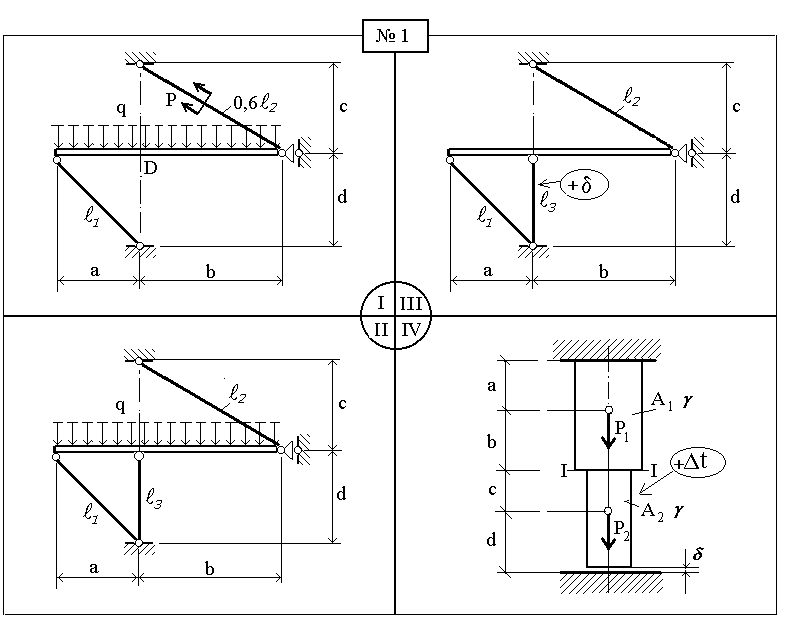 № 1
P
0,6 ℓ2
q
D
ℓ1
a
b
c
d
ℓ2
+δ
ℓ3
ℓ1
a
b
c
d
I III
II IV
ℓ2
q
ℓ1
ℓ3
a
b
c
d
a
b
c
d
A1 γ
P1
I I
+Δt
A2 γ
P2
δ